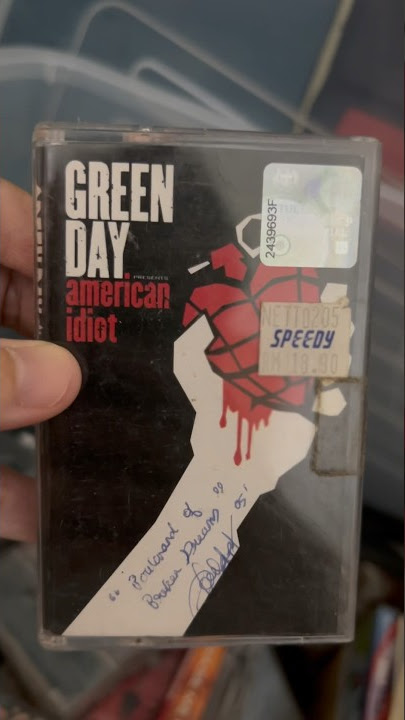 GREEN
DAY.
PRESENTS
american
idiot
2439693F
NETT0205
SPEEDY
RM 18.90
"Boulevard of
Broken Dreams"
05'